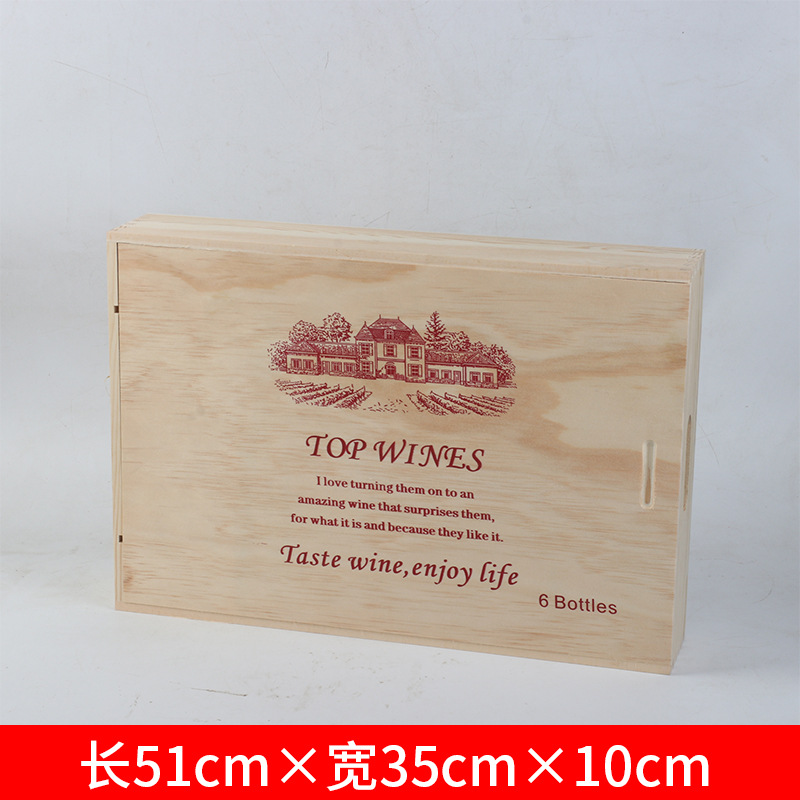 TOP WINES
I love turning them on to an
amazing wine that surprises them,
for what it is and because they like it.
Taste wine,enjoy life
6 Bottles
长51cm×宽35cm×10cm